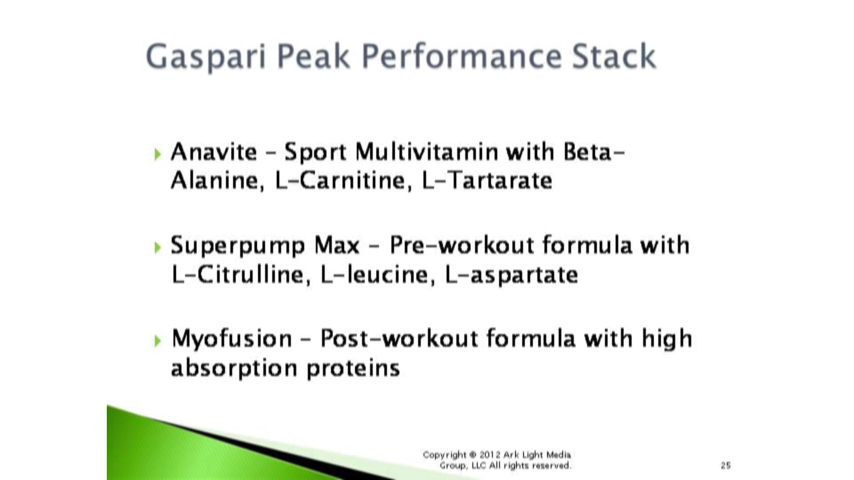 Gaspari Peak Performance Stack
Anavite – Sport Multivitamin with Beta-
Alanine, L-Carnitine, L-Tartarate
Superpump Max – Pre-workout formula with
L-Citrulline, L-leucine, L-aspartate
Myofusion – Post-workout formula with high
absorption proteins
Copyright © 2012 Ark Light Media
Group, LLC All rights reserved.
25